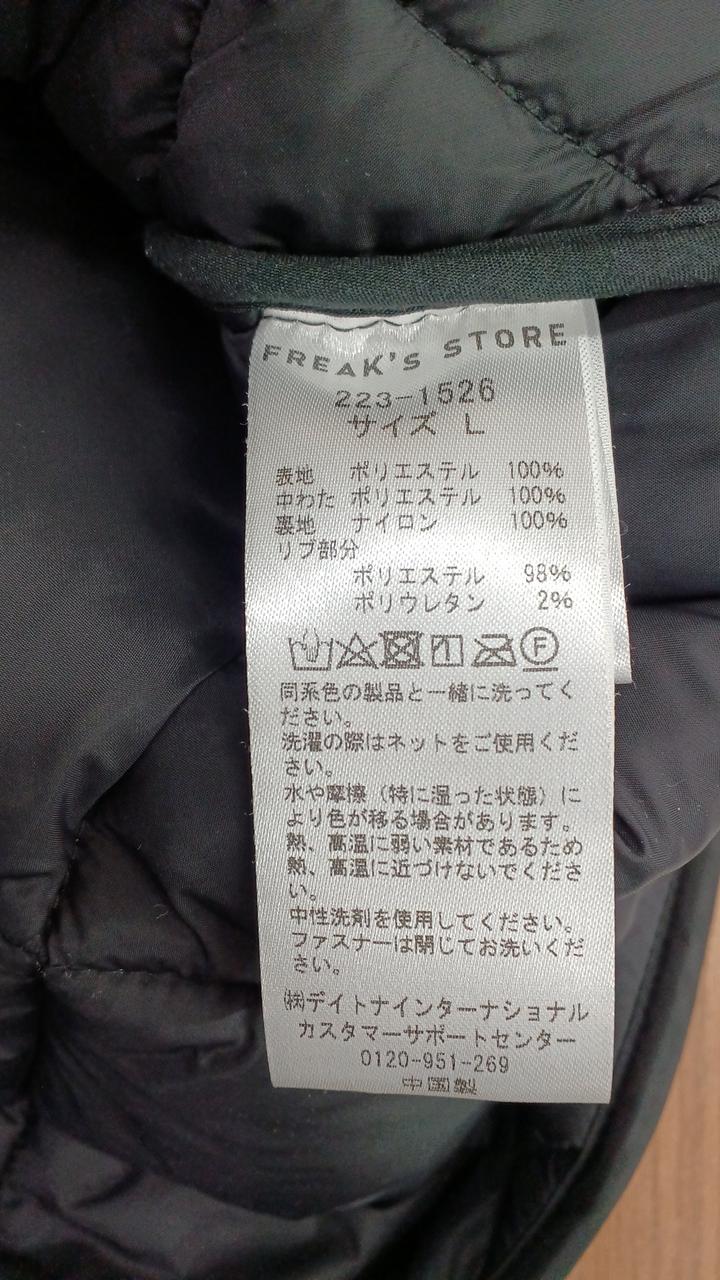 FREAK'S STORE
223-1526
サイズ L
表地 ポリエステル 100%
中わた ポリエステル 100%
裏地 ナイロン 100%
リブ部分
ポリエステル 98%
ポリウレタン 2%
F
同系色の製品と一緒に洗ってく
ださい。
洗濯の際はネットをご使用くだ
さい。
水や摩擦（特に湿った状態）に
より色が移る場合があります。
熱、高温に弱い素材であるため
熱、高温に近づけないでくださ
い。
中性洗剤を使用してください。
ファスナーは閉じてお洗いくだ
さい。
㈱デイトナインターナショナル
カスタマーサポートセンター
0120-951-269
中国製